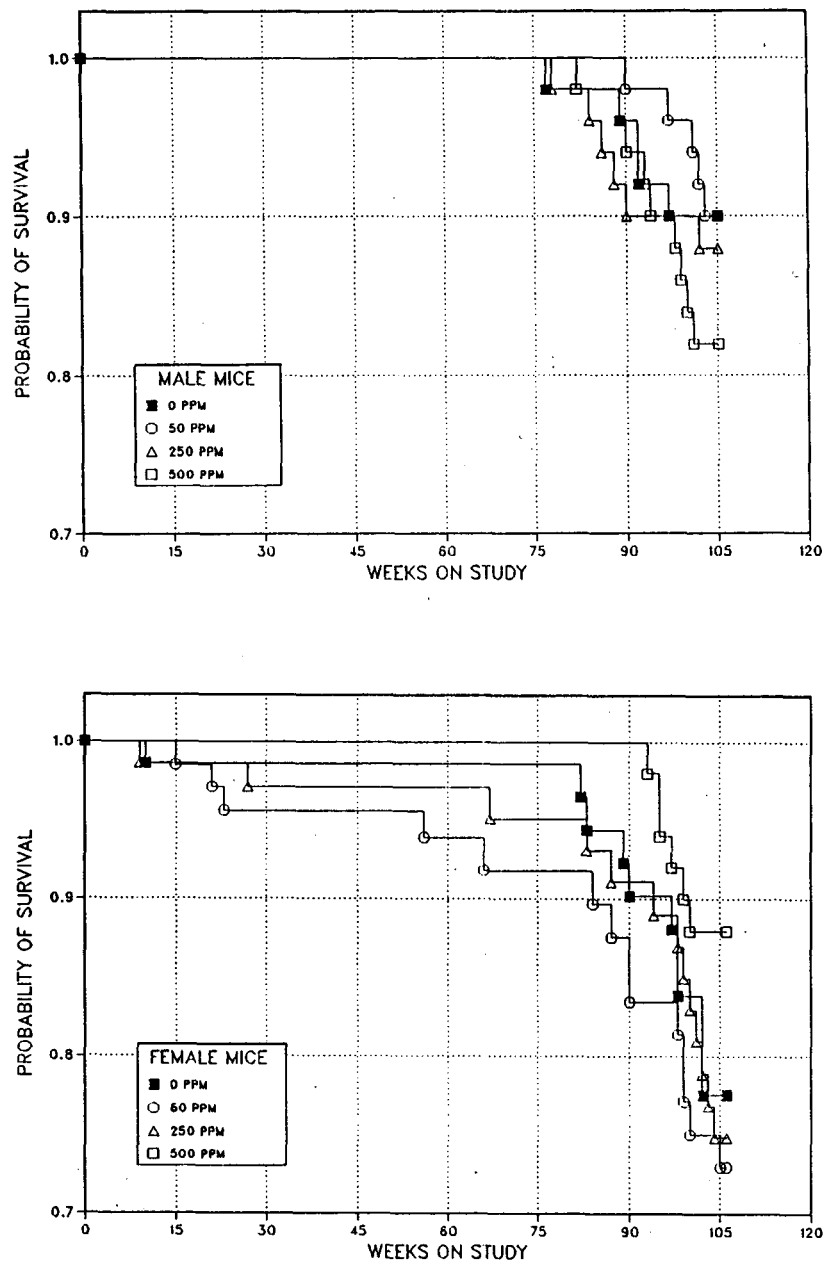 PROBABILITY OF SURVIVAL
1.0
0.9
0.8
0.7
MALE MICE
0 PPM
50 PPM
250 PPM
500 PPM
0 15 30 45 60 75 90 105 120
WEEKS ON STUDY
PROBABILITY OF SURVIVAL
1.0
0.9
0.8
0.7
FEMALE MICE
0 PPM
50 PPM
250 PPM
500 PPM
0 15 30 45 60 75 90 105 120
WEEKS ON STUDY